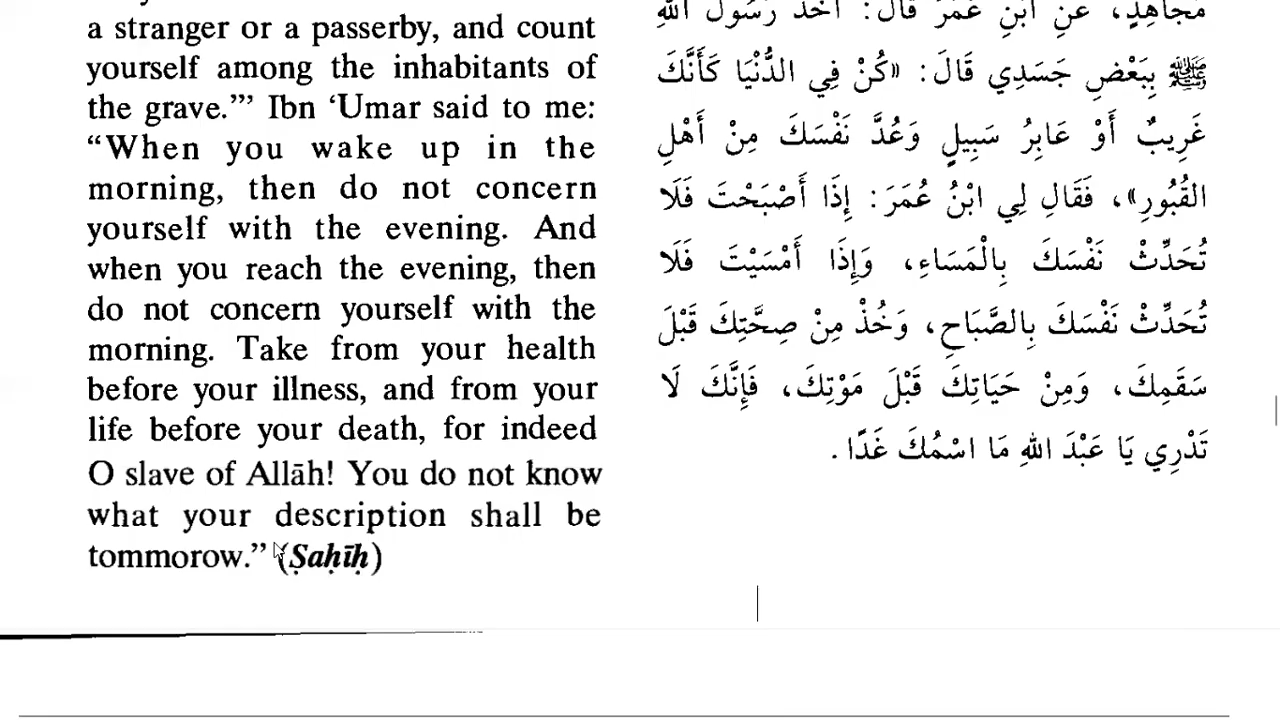 a stranger or a passerby, and count
yourself among the inhabitants of
the grave.’” Ibn ‘Umar said to me:
“When you wake up in the
morning, then do not concern
yourself with the evening. And
when you reach the evening, then
do not concern yourself with the
morning. Take from your health
before your illness, and from your
life before your death, for indeed
O slave of Allāh! You do not know
what your description shall be
tommorow.” (Ṣaḥīḥ)
مُجَاهِدٍ، عَنِ ابْنِ عُمَرَ قَالَ: أَخَذَ رَسُولُ اللهِ
ﷺ بِبَعْضِ جَسَدِي قَالَ: «كُنْ فِي الدُّنْيَا كَأَنَّكَ
غَرِيبٌ أَوْ عَابِرُ سَبِيلٍ وَعُدَّ نَفْسَكَ مِنْ أَهْلِ
القُبُورِ»، فَقَالِ لِي ابْنُ عُمَرَ: إِذَا أَصْبَحْتَ فَلَا
تُحَدِّثْ نَفْسَكَ بِالْمَسَاءِ، وَإِذَا أَمْسَيْتَ فَلَا
تُحَدِّثْ نَفْسَكَ بِالصَّبَاحِ، وَخُذْ مِنْ صِحَّتِكَ قَبْلَ
سَقَمِكَ، وَمِنْ حَيَاتِكَ قَبْلَ مَوْتِكَ، فَإِنَّكَ لَا
تَدْرِي يَا عَبْدَ اللهِ مَا اسْمُكَ غَدًا.